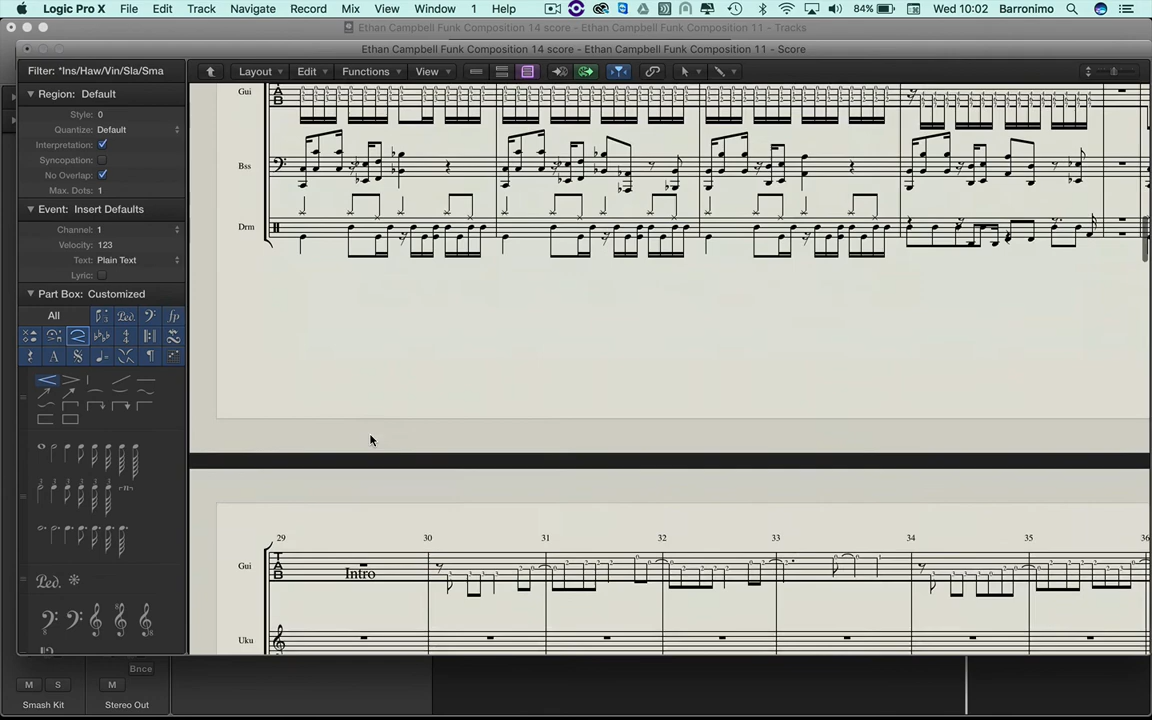 Logic Pro X File Edit Track Navigate Record Mix View Window 1 Help 84% Wed 10:02 Barronimo
Ethan Campbell Funk Composition 14 score - Ethan Campbell Funk Composition 11 - Tracks
Ethan Campbell Funk Composition 14 score - Ethan Campbell Funk Composition 11 - Score
Filter: *Ins/Haw/Vin/Sla/Sma
Layout Edit Functions View
Region: Default
Style: 0
Quantize: Default
Interpretation:
Syncopation:
No Overlap:
Max. Dots: 1
Event: Insert Defaults
Channel: 1
Velocity: 123
Text: Plain Text
Lyric:
Part Box: Customized
All
Gui
Bss
Drm
29 30 31 32 33 34 35 36
Gui
Intro
Uku
Bnce
M S M
Smash Kit Stereo Out